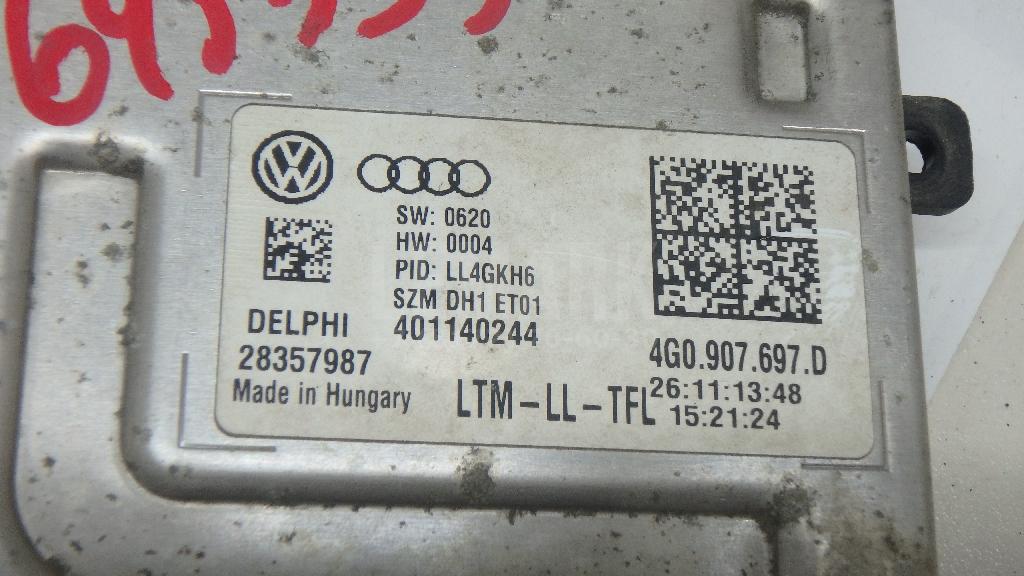 SW: 0620
HW: 0004
PID: LL4GKH6
SZM DH1 ET01
401140244
DELPHI
28357987
Made in Hungary
LTM-LL-TFL
4G0.907.697.D
26:11:13:48
15:21:24